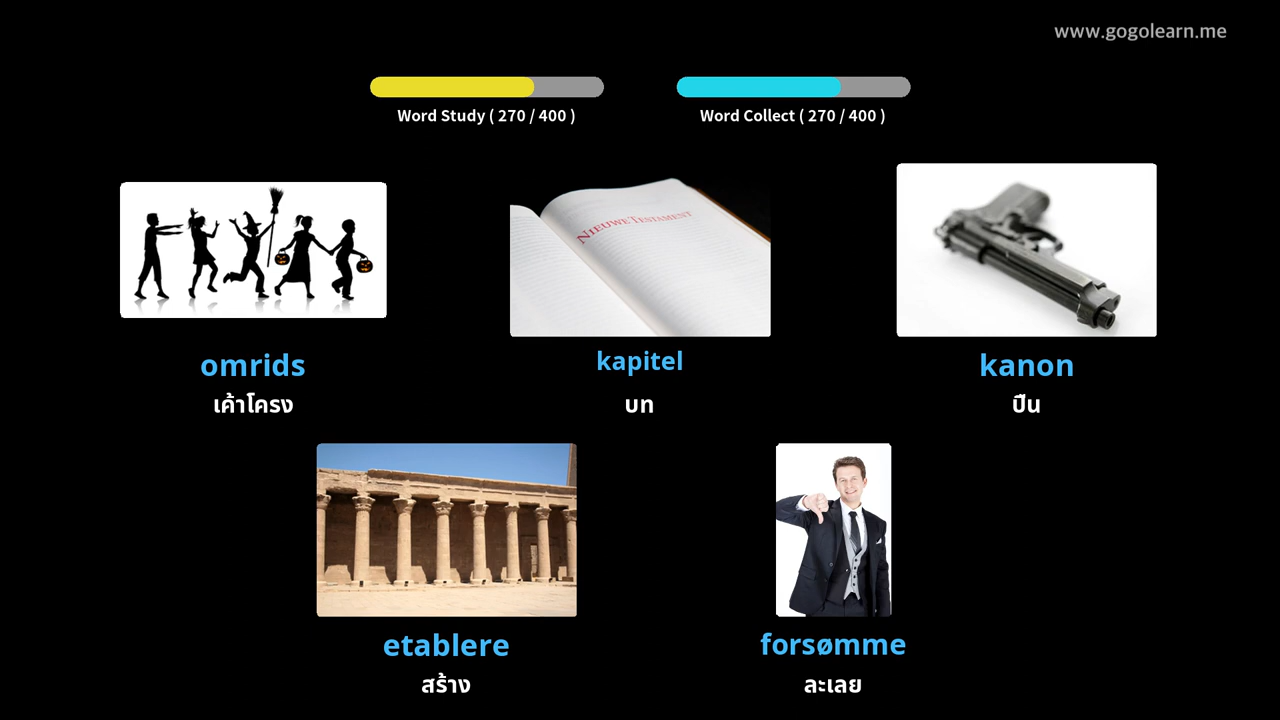 www.gogolearn.me
Word Study ( 270 / 400 )
Word Collect ( 270 / 400 )
NIEUWE TESTAMENT
omrids
เค้าโครง
kapitel
บท
kanon
ปืน
etablere
สร้าง
forsømme
ละเลย